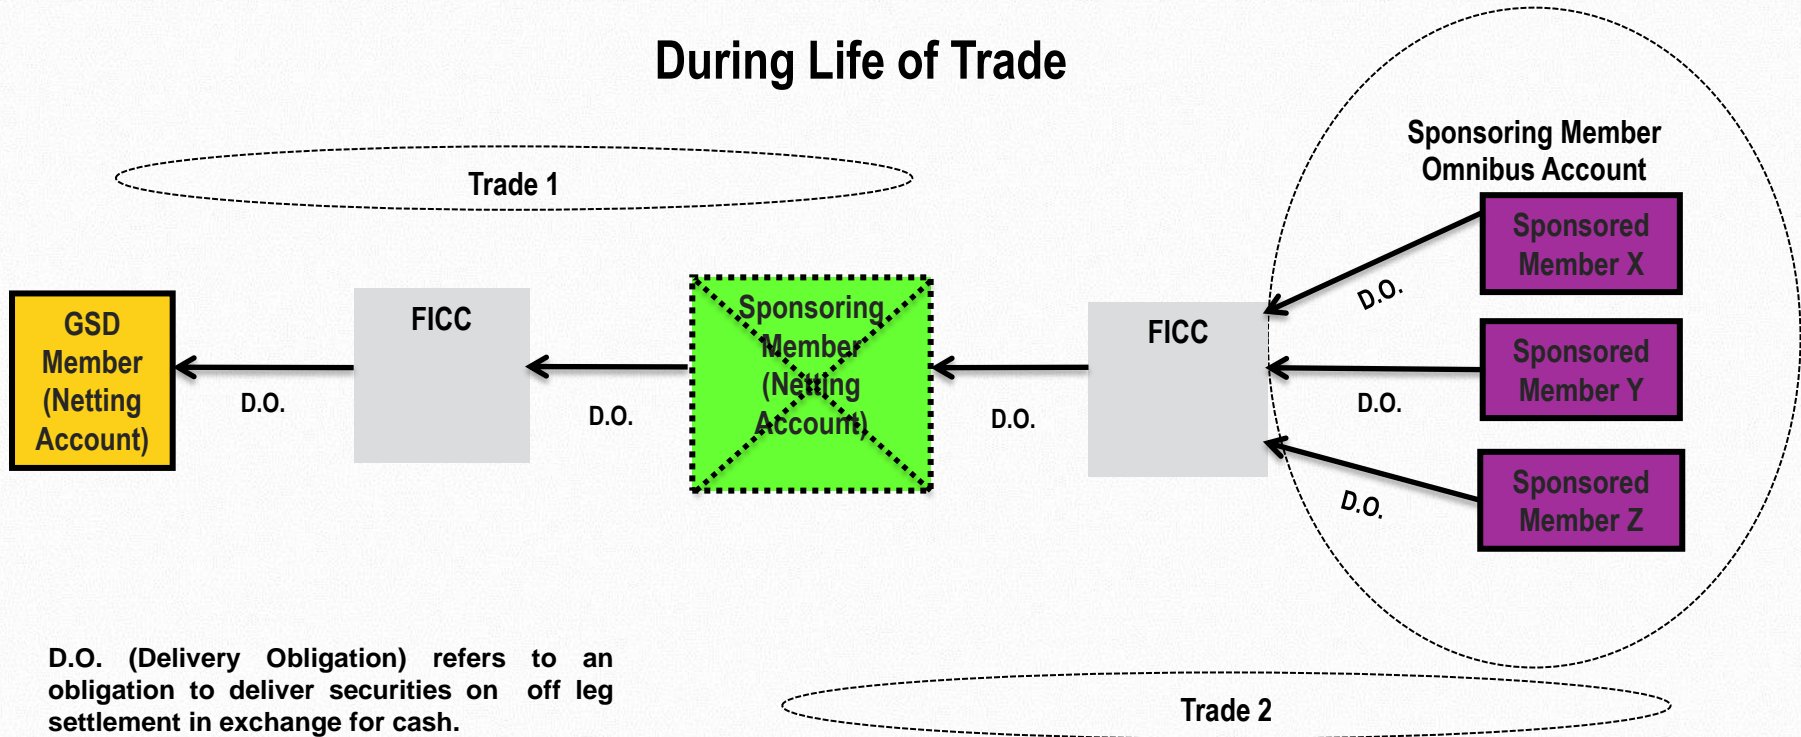 During Life of Trade
Trade 1
Sponsoring Member
Omnibus Account
Sponsored
Member X
D.O.
GSD
Member
(Netting
Account)
D.O.
FICC
D.O.
Sponsoring
Member
(Netting
Account)
D.O.
FICC
D.O.
Sponsored
Member Y
D.O.
Sponsored
Member Z
D.O. (Delivery Obligation) refers to an
obligation to deliver securities on off leg
settlement in exchange for cash.
Trade 2